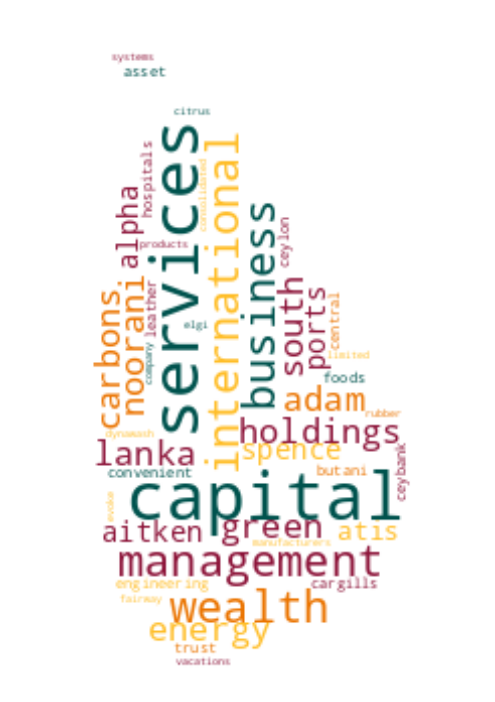 systems
asset
citrus
services
international
consolidated
hospitals
alpha
products
business
ceylon
leather
carbons
noorani
south
ports
central
elgi
company
limited
foods
adam
rubber
dynawash
holdings
lanka
spence
convenient
butani
ceybank
capital
evoke
aitken
green
atis
manufacturers
management
engineering
cargills
fairway
wealth
energy
trust
vacations